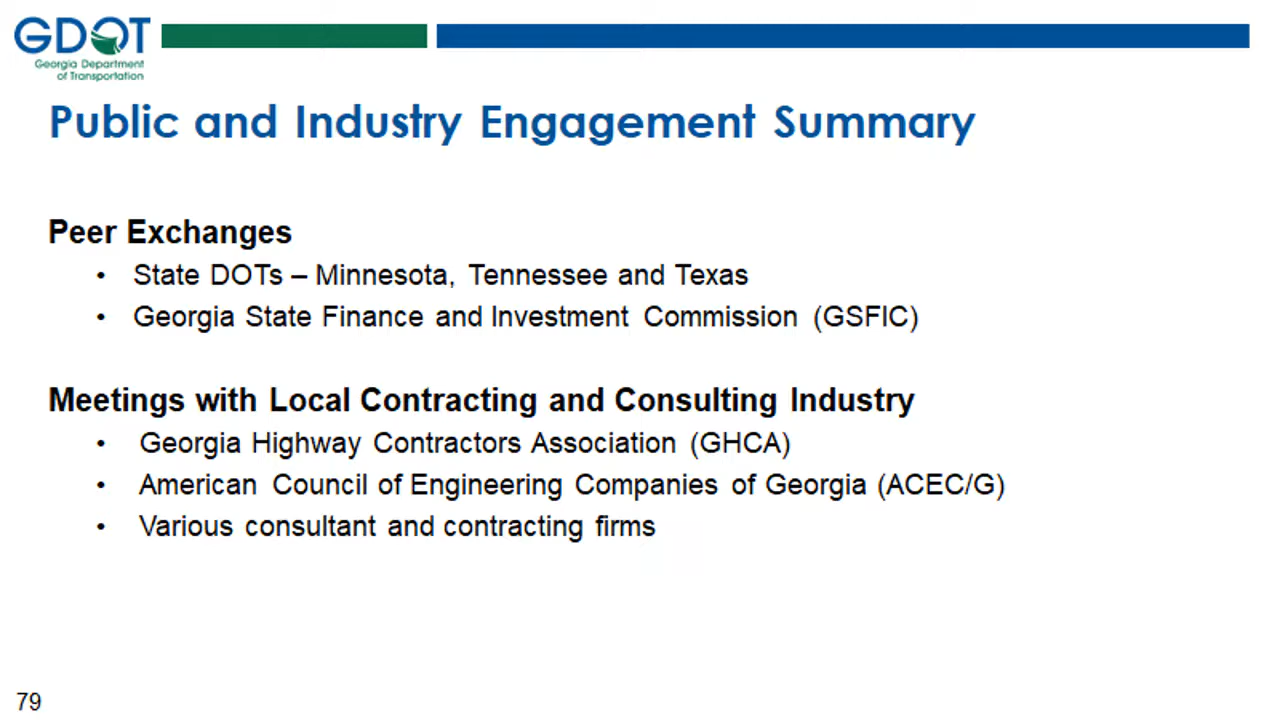 GDOT
Georgia Department
of Transportation
Public and Industry Engagement Summary
Peer Exchanges
• State DOTs – Minnesota, Tennessee and Texas
• Georgia State Finance and Investment Commission (GSFIC)
Meetings with Local Contracting and Consulting Industry
• Georgia Highway Contractors Association (GHCA)
• American Council of Engineering Companies of Georgia (ACEC/G)
• Various consultant and contracting firms
79